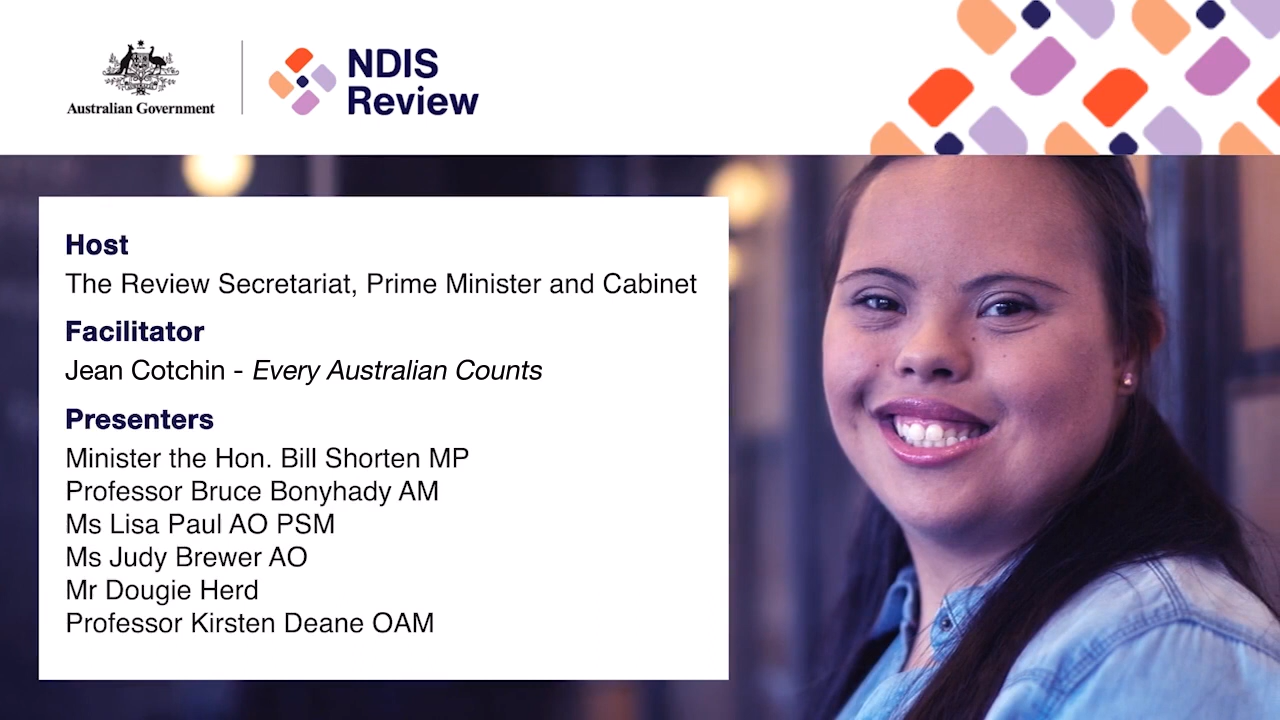 Australian Government
NDIS
Review
Host
The Review Secretariat, Prime Minister and Cabinet
Facilitator
Jean Cotchin - Every Australian Counts
Presenters
Minister the Hon. Bill Shorten MP
Professor Bruce Bonyhady AM
Ms Lisa Paul AO PSM
Ms Judy Brewer AO
Mr Dougie Herd
Professor Kirsten Deane OAM